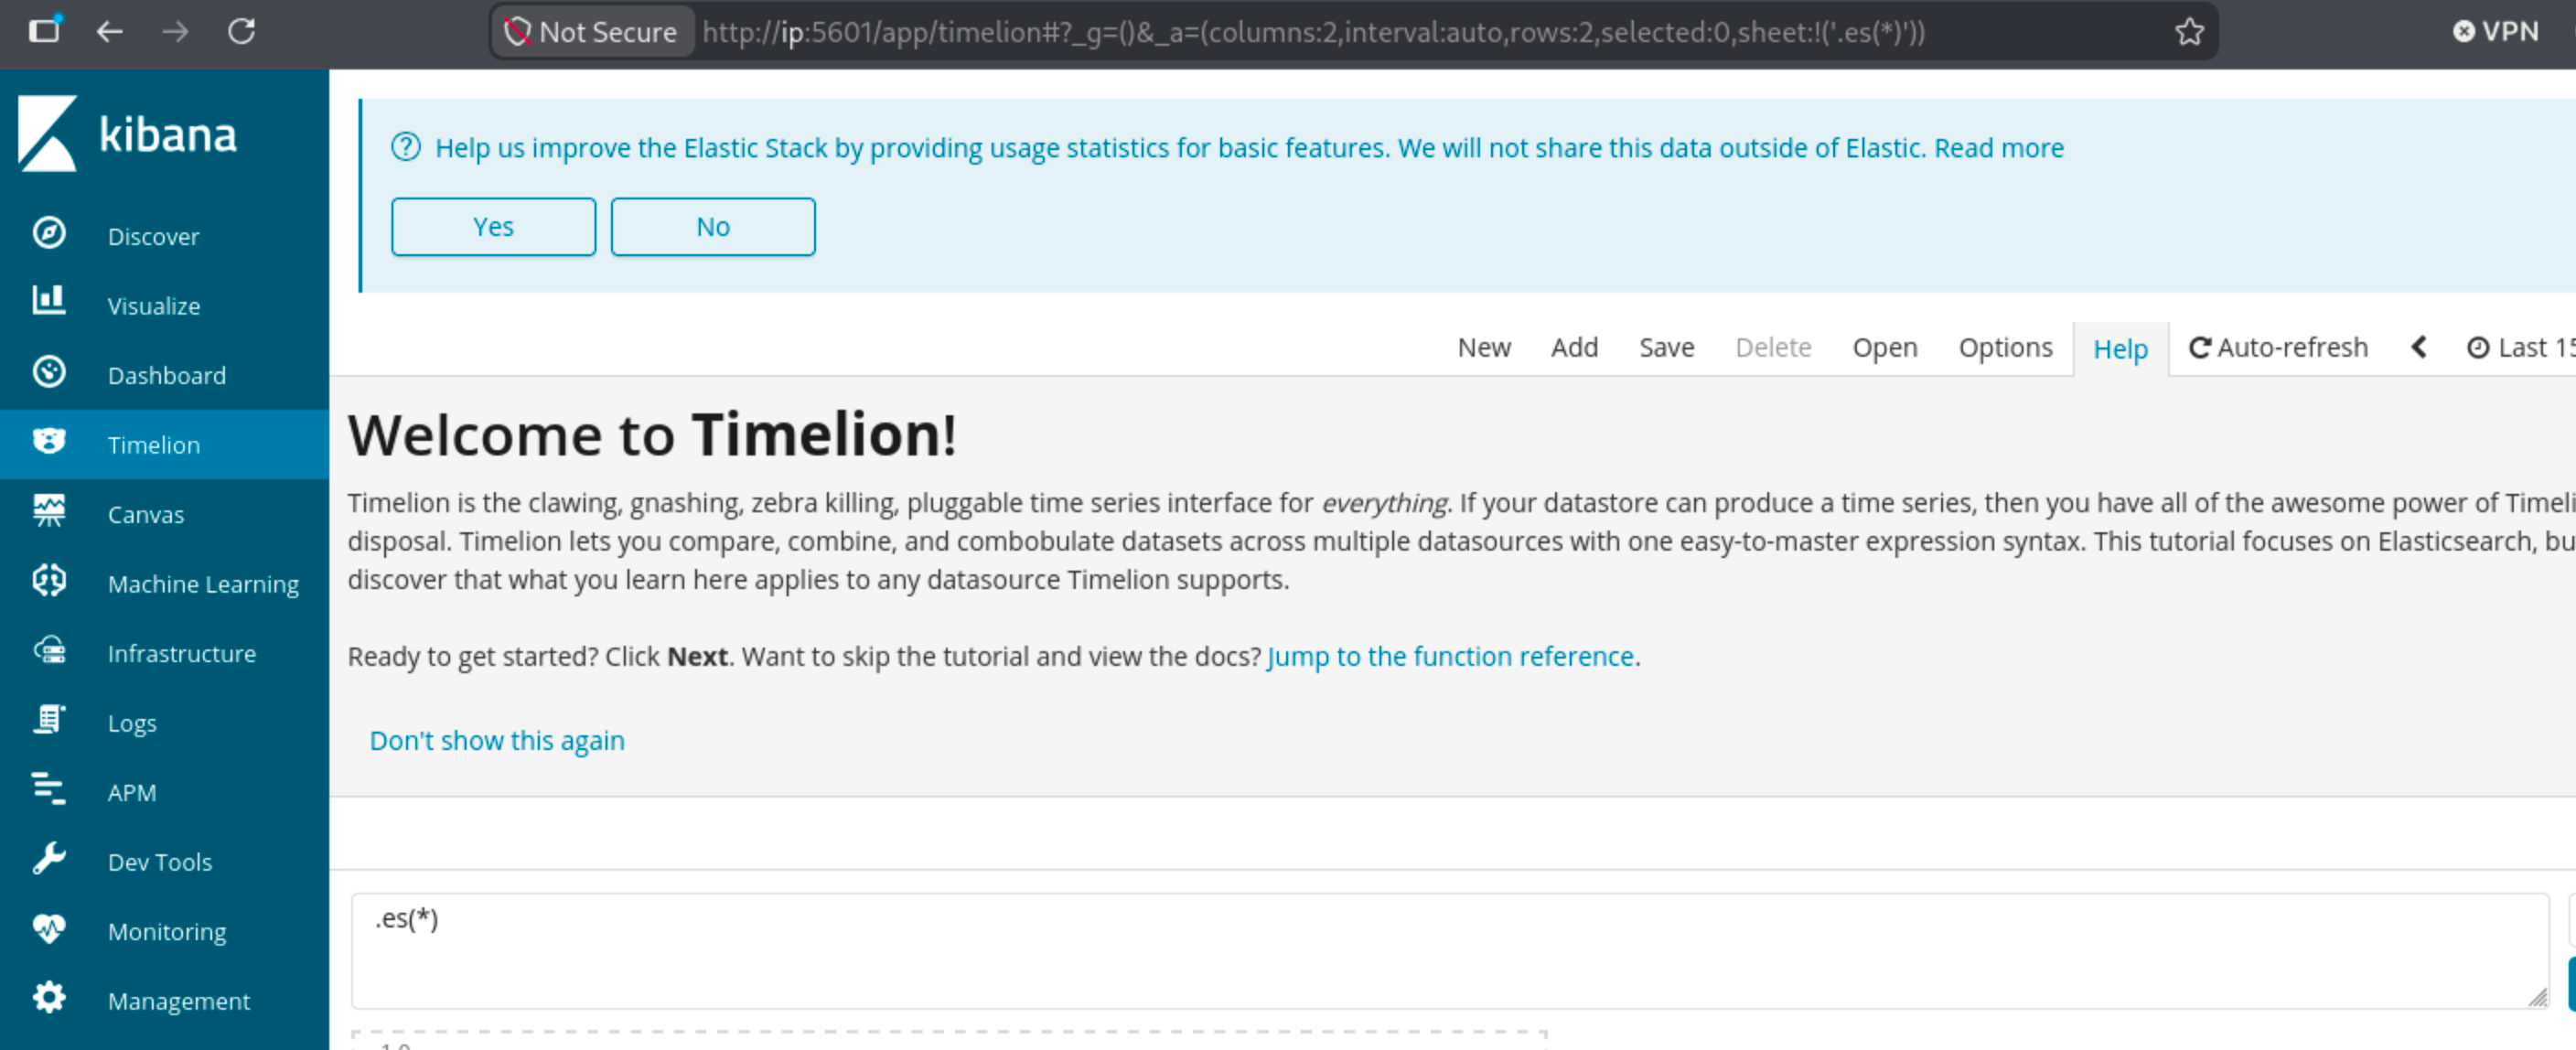 Not Secure http://ip:5601/app/timelion#?_g=()&_a=(columns:2,interval:auto,rows:2,selected:0,sheet:!('.es(*)')) VPN
kibana
Discover
Visualize
Dashboard
Timelion
Canvas
Machine Learning
Infrastructure
Logs
APM
Dev Tools
Monitoring
Management
Help us improve the Elastic Stack by providing usage statistics for basic features. We will not share this data outside of Elastic. Read more
Yes No
New Add Save Delete Open Options Help Auto-refresh Last 15
Welcome to Timelion!
Timelion is the clawing, gnashing, zebra killing, pluggable time series interface for everything. If your datastore can produce a time series, then you have all of the awesome power of Timeli
disposal. Timelion lets you compare, combine, and combobulate datasets across multiple datasources with one easy-to-master expression syntax. This tutorial focuses on Elasticsearch, bu
discover that what you learn here applies to any datasource Timelion supports.
Ready to get started? Click Next. Want to skip the tutorial and view the docs? Jump to the function reference.
Don't show this again
.es(*)